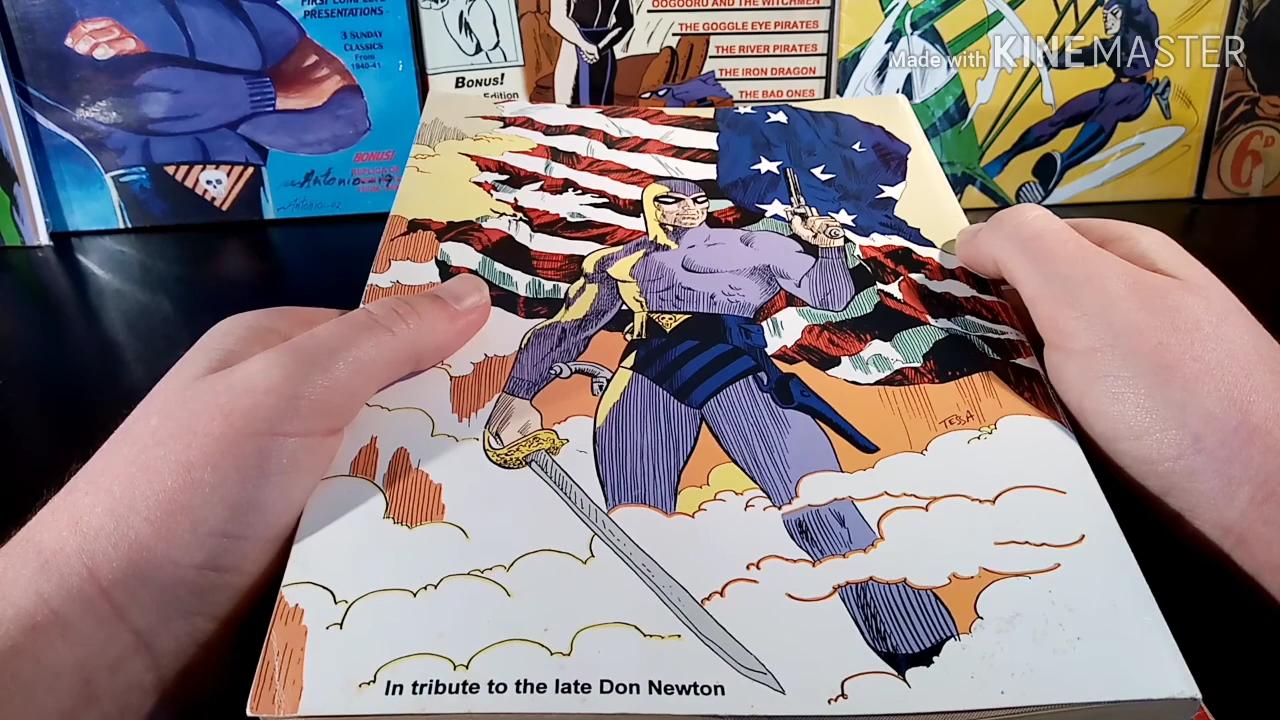 FIRST COMPLETE
PRESENTATIONS -
3 SUNDAY
CLASSICS
From
1940-41
BONUS!
BONUS!
Edition
OOGOORU AND THE WITCHMEN
THE GOGGLE EYE PIRATES
THE RIVER PIRATES
THE IRON DRAGON
THE BAD ONES
Made with KINEMASTER
6D
TESSA
In tribute to the late Don Newton